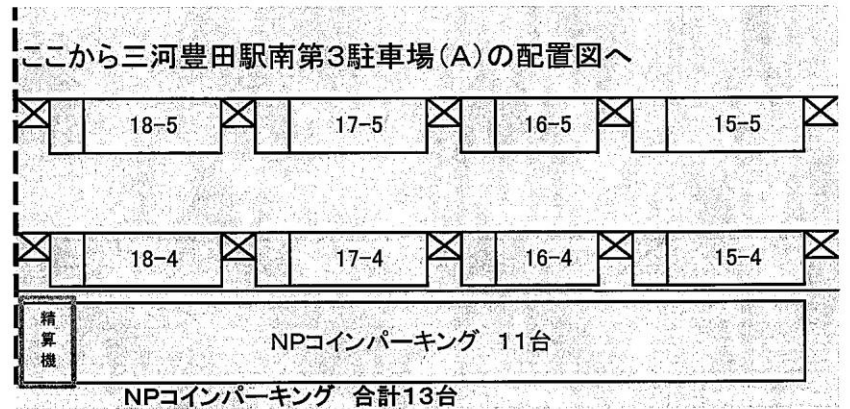 ここから三河豊田駅南第3駐車場(A)の配置図へ
18-5 17-5 16-5 15-5
18-4 17-4 16-4 15-4
精算機
NPコインパーキング 11台
NPコインパーキング 合計13台